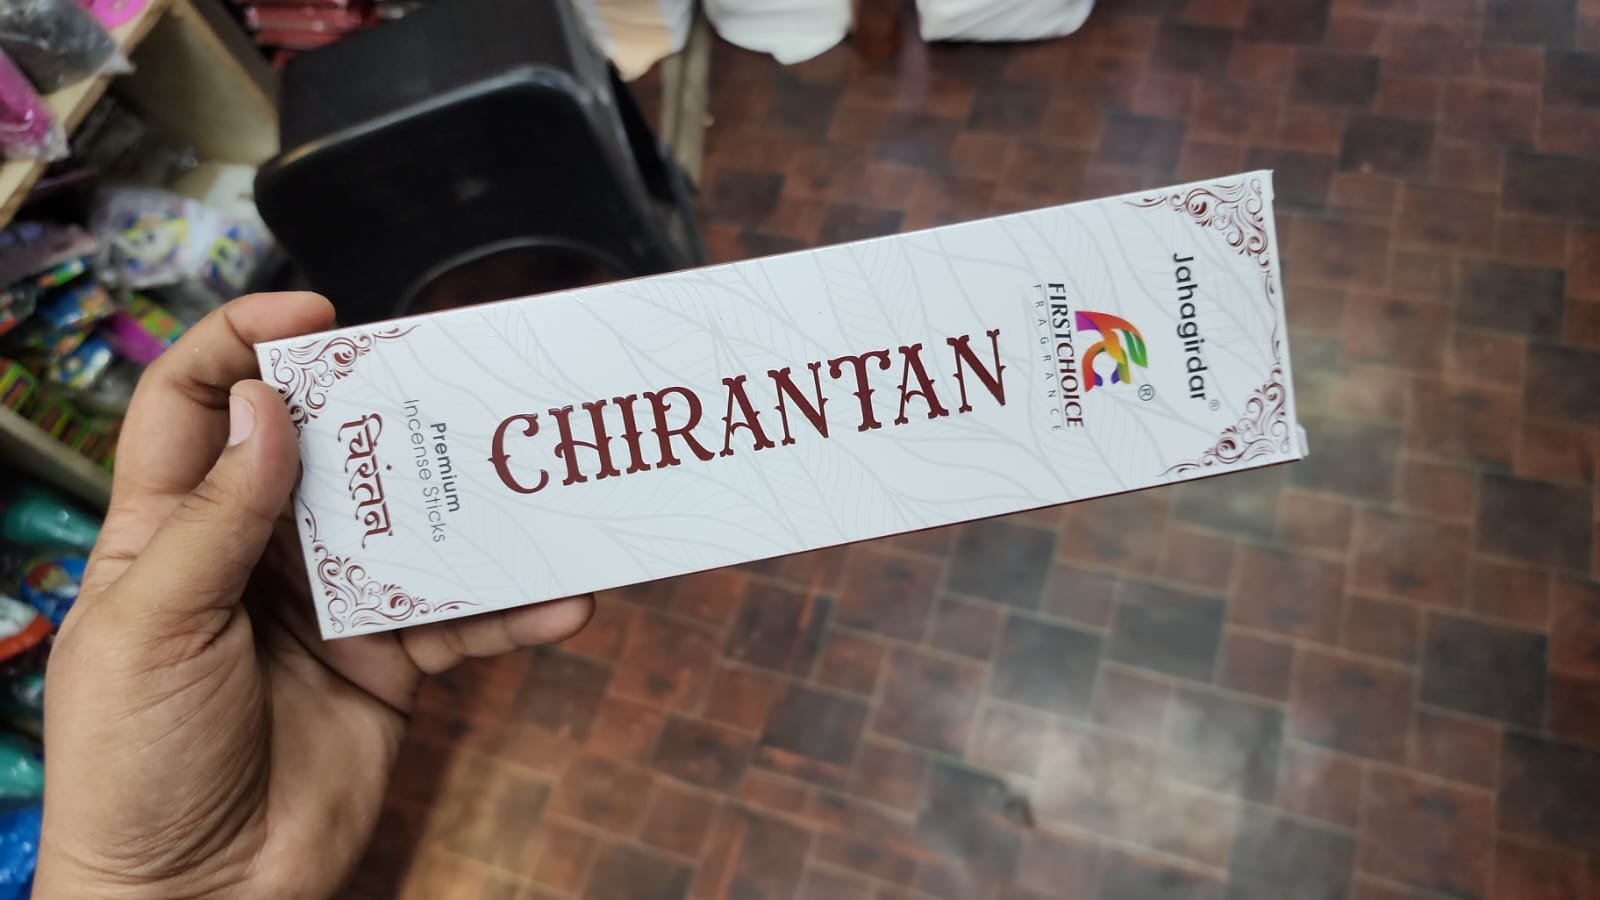 Jahagirdar®
®
FIRSTCHOICE
FRAGRANCE
CHIRANTAN
Premium
Incense Sticks
चिरंतन